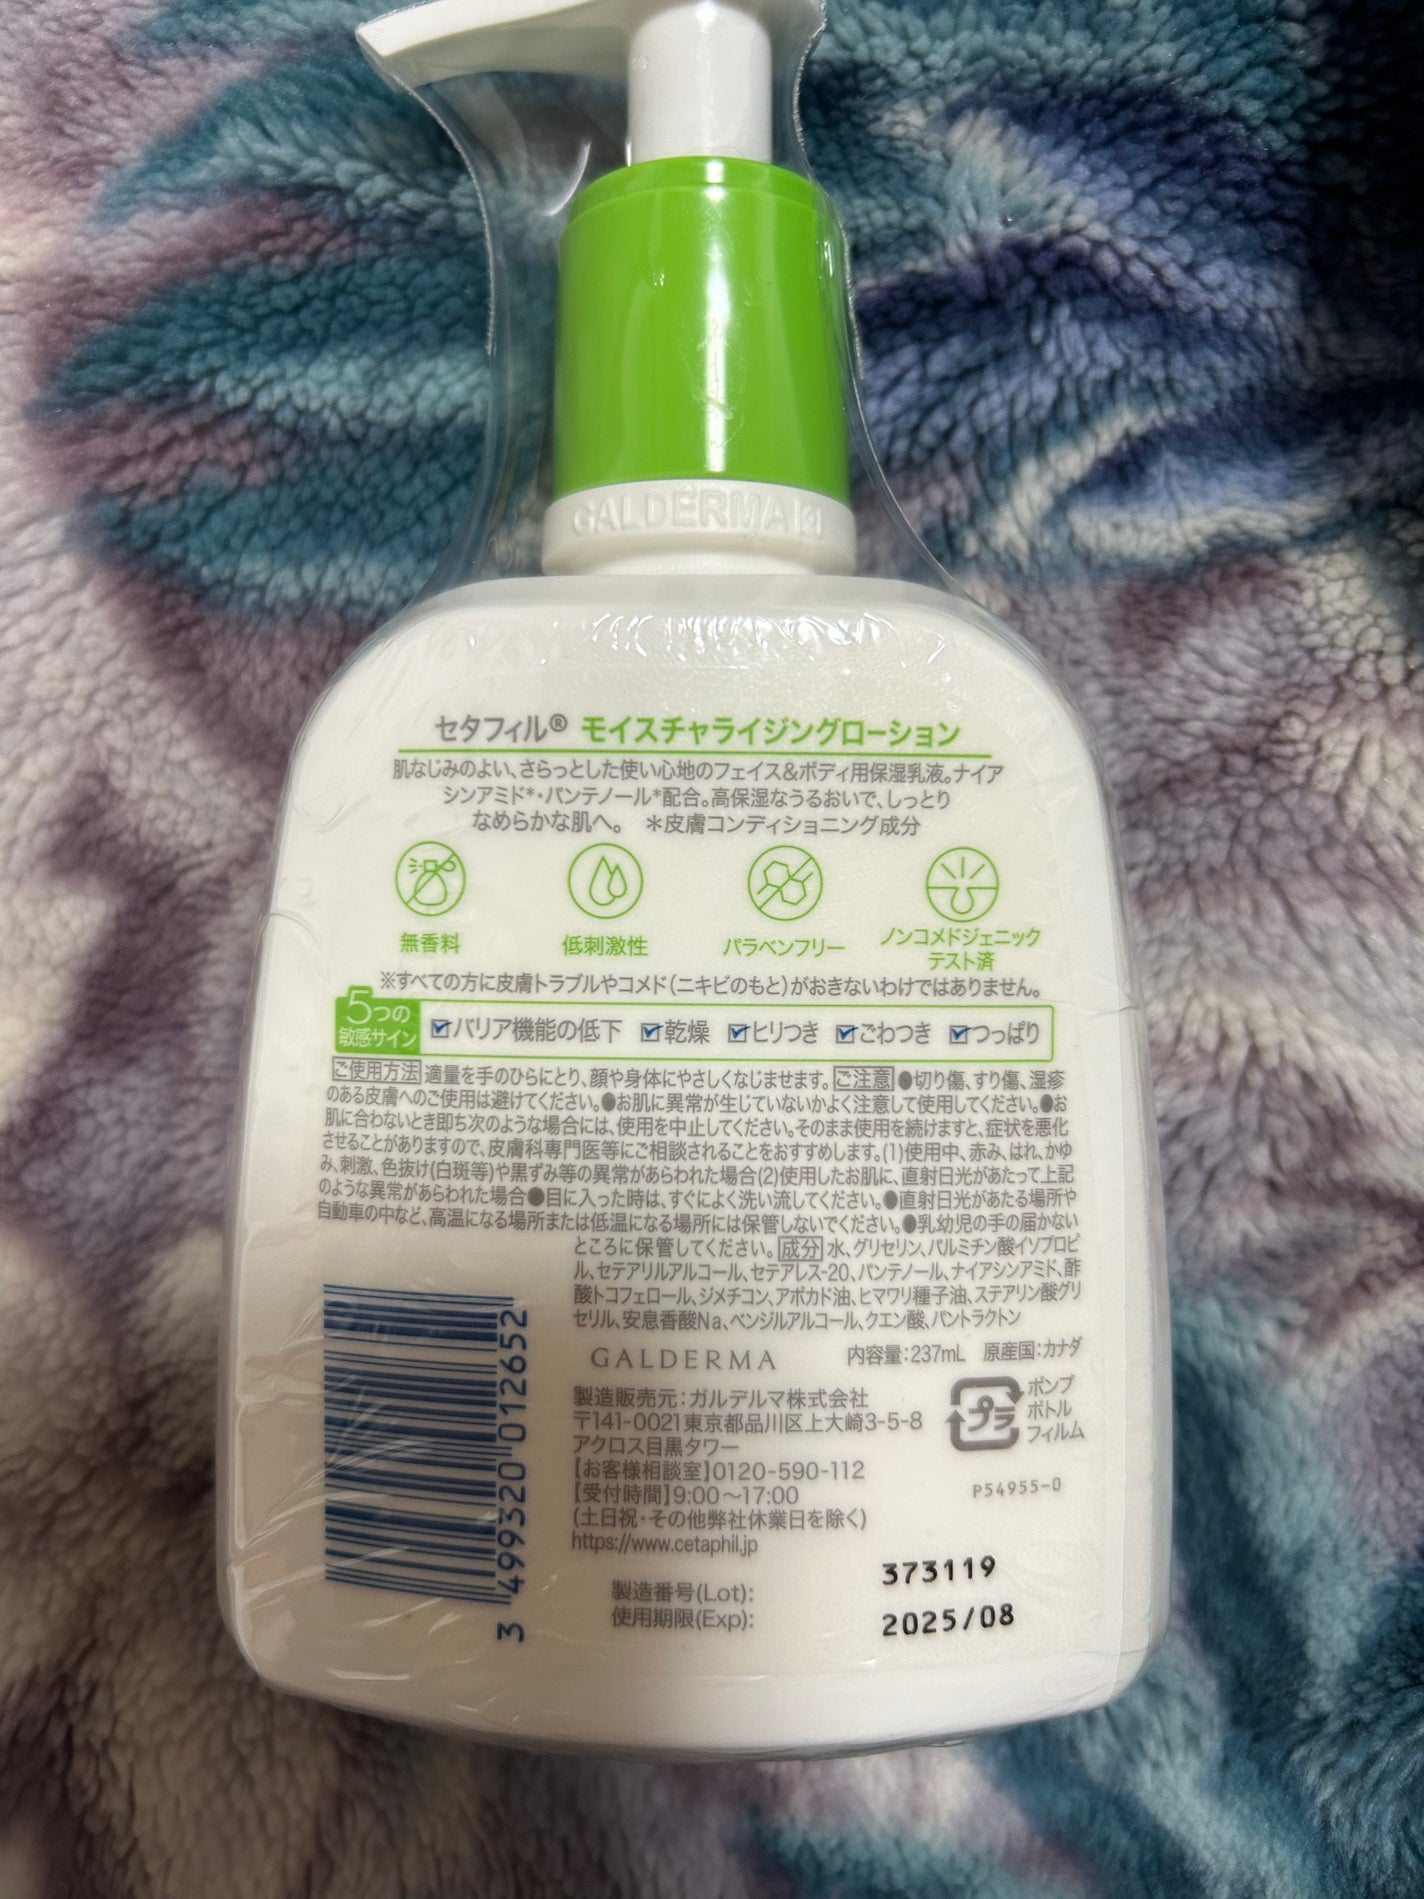 GALDERMA
セタフィル® モイスチャライジングローション
肌なじみのよい、さらっとした使い心地のフェイス&ボディ用保湿乳液。ナイア
シンアミド*・パンテノール*配合。高保湿なうるおいで、しっとり
なめらかな肌へ。 *皮膚コンディショニング成分
無香料
低刺激性
パラベンフリー
ノンコメドジェニック
テスト済
※すべての方に皮膚トラブルやコメド(ニキビのもと)がおきないわけではありません。
5つの
敏感サイン
バリア機能の低下 乾燥 ヒリつき ごわつき つっぱり
ご使用方法 適量を手のひらにとり、顔や身体にやさしくなじませます。 ご注意 ●切り傷、すり傷、湿疹
のある皮膚へのご使用は避けてください。●お肌に異常が生じていないかよく注意して使用してください。●お
肌に合わないとき即ち次のような場合には、使用を中止してください。そのまま使用を続けますと、症状を悪化
させることがありますので、皮膚科専門医等にご相談されることをおすすめします。(1)使用中、赤み、はれ、かゆ
み、刺激、色抜け(白斑等)や黒ずみ等の異常があらわれた場合(2)使用したお肌に、直射日光があたって上記
のような異常があらわれた場合●目に入った時は、すぐによく洗い流してください。●直射日光があたる場所や
自動車の中など、高温になる場所または低温になる場所には保管しないでください。●乳幼児の手の届かない
ところに保管してください。 成分 水、グリセリン、パルミチン酸イソプロピ
ル、セテアリルアルコール、セテアレス-20、パンテノール、ナイアシンアミド、酢
酸トコフェロール、ジメチコン、アボカド油、ヒマワリ種子油、ステアリン酸グリ
セリル、安息香酸Na、ベンジルアルコール、クエン酸、パントラクトン
GALDERMA 内容量:237mL 原産国:カナダ
製造販売元:ガルデルマ株式会社
〒141-0021東京都品川区上大崎3-5-8
アクロス目黒タワー
【お客様相談室】0120-590-112
【受付時間】9:00～17:00
(土日祝・その他弊社休業日を除く)
https://www.cetaphil.jp
プラ
ポンプ
ボトル
フィルム
P54955-0
製造番号(Lot): 373119
使用期限(Exp): 2025/08
3 499320 012652